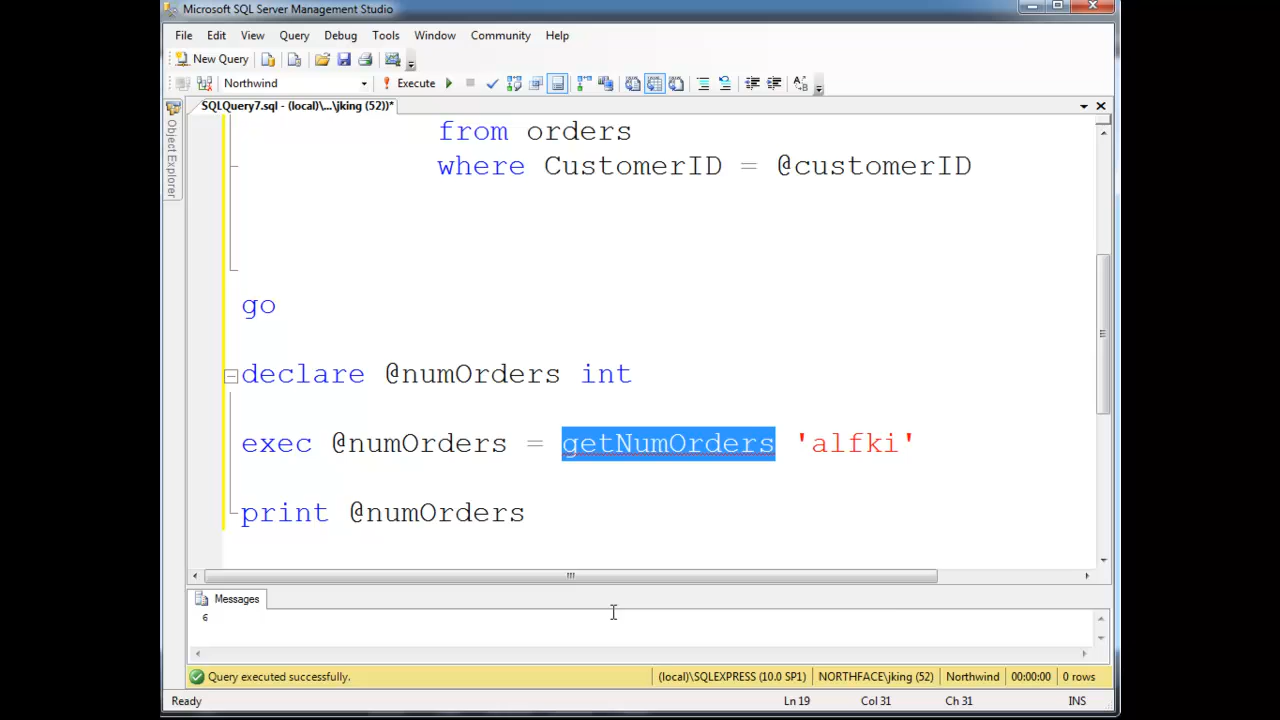 Microsoft SQL Server Management Studio
File Edit View Query Debug Tools Window Community Help
New Query
Northwind Execute
SQLQuery7.sql - (local)\...\jking (52))*
Object Explorer
from orders
where CustomerID = @customerID
go
declare @numOrders int
exec @numOrders = getNumOrders 'alfki'
print @numOrders
Messages
6
Query executed successfully. (local)\SQLEXPRESS (10.0 SP1) NORTHFACE\jking (52) Northwind 00:00:00 0 rows
Ready Ln 19 Col 31 Ch 31 INS